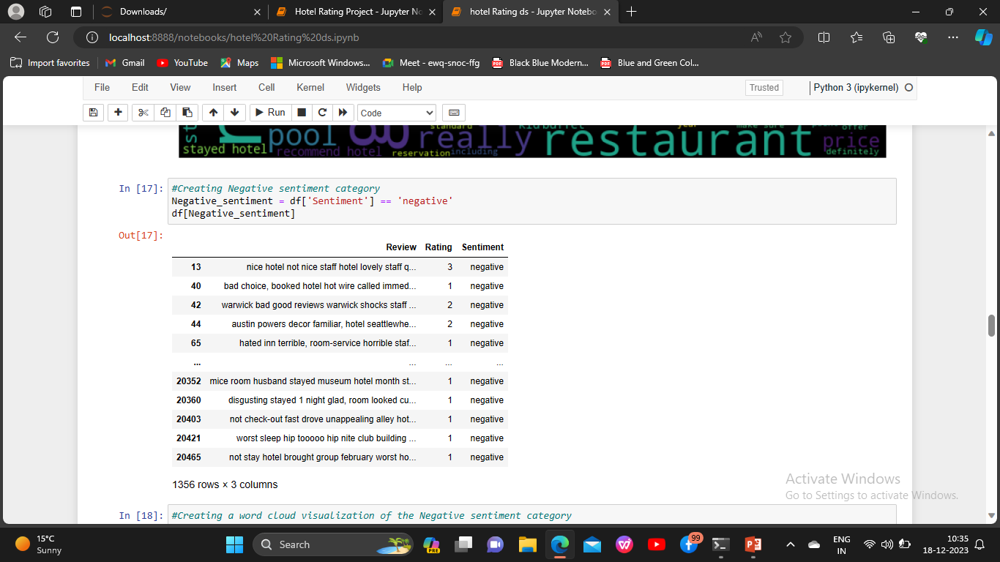 Downloads/
Hotel Rating Project - Jupyter No
hotel Rating ds - Jupyter Notebo
localhost:8888/notebooks/hotel%20Rating%20ds.ipynb
Import favorites
Gmail
YouTube
Maps
Microsoft Windows...
Meet - ewq-snoc-ffg
Black Blue Modern...
Blue and Green Col...
File Edit View Insert Cell Kernel Widgets Help
Trusted
Python 3 (ipykernel)
Run
Code
standard
pool
really
restaurant
price
offer
stayed hotel
recommend hotel
reservation
including
definitely
In [17]:
#Creating Negative sentiment category
Negative_sentiment = df['Sentiment'] == 'negative'
df[Negative_sentiment]
Out[17]:
Review Rating Sentiment
13 nice hotel not nice staff hotel lovely staff q... 3 negative
40 bad choice, booked hotel hot wire called immed... 1 negative
42 warwick bad good reviews warwick shocks staff ... 2 negative
44 austin powers decor familiar, hotel seattlewhe... 2 negative
65 hated inn terrible, room-service horrible staf... 1 negative
... ... ... ...
20352 mice room husband stayed museum hotel month st... 1 negative
20360 disgusting stayed 1 night glad, room looked cu... 1 negative
20403 not check-out fast drove unappealing alley hot... 1 negative
20421 worst sleep hip tooooo hip nite club building ... 1 negative
20465 not stay hotel brought group february worst ho... 1 negative
1356 rows × 3 columns
Activate Windows
Go to Settings to activate Windows.
In [18]:
#Creating a word cloud visualization of the Negative sentiment category
15°C
Sunny
Search
PRE
99
ENG
IN
10:35
18-12-2023